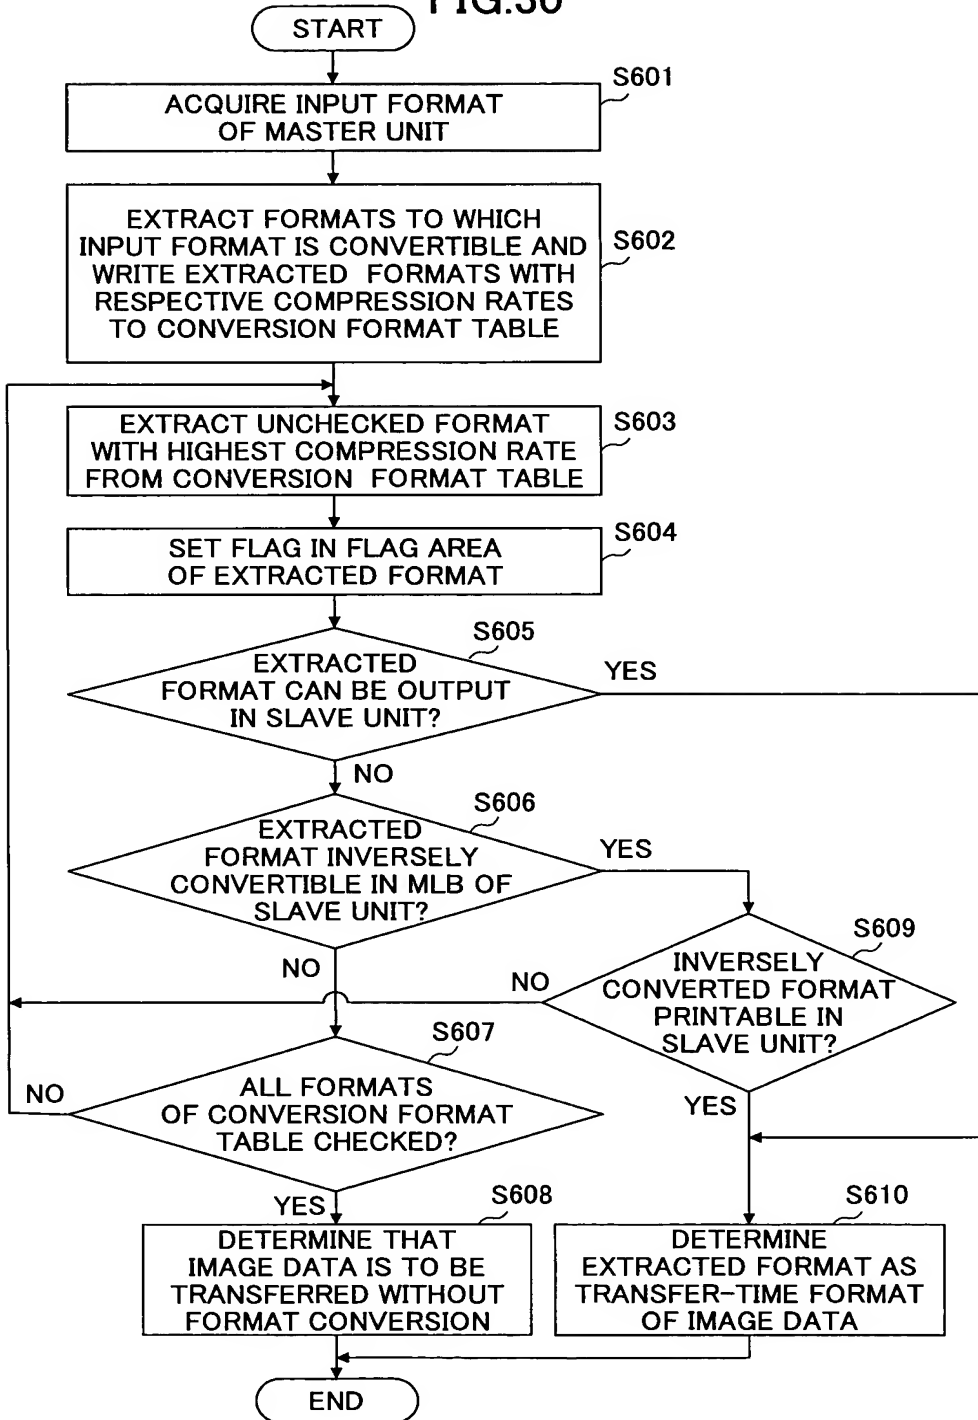 FIG.30
START
S601
ACQUIRE INPUT FORMAT
OF MASTER UNIT
EXTRACT FORMATS TO WHICH
INPUT FORMAT IS CONVERTIBLE AND
WRITE EXTRACTED FORMATS WITH
RESPECTIVE COMPRESSION RATES
TO CONVERSION FORMAT TABLE
S602
EXTRACT UNCHECKED FORMAT
WITH HIGHEST COMPRESSION RATE
FROM CONVERSION FORMAT TABLE
S603
SET FLAG IN FLAG AREA
OF EXTRACTED FORMAT
S604
S605
EXTRACTED
FORMAT CAN BE OUTPUT
IN SLAVE UNIT?
YES
NO
S606
EXTRACTED
FORMAT INVERSELY
CONVERTIBLE IN MLB OF
SLAVE UNIT?
YES
NO
S609
INVERSELY
CONVERTED FORMAT
PRINTABLE IN
SLAVE UNIT?
NO
YES
S607
ALL FORMATS
OF CONVERSION FORMAT
TABLE CHECKED?
NO
YES
S608
DETERMINE THAT
IMAGE DATA IS TO BE
TRANSFERRED WITHOUT
FORMAT CONVERSION
S610
DETERMINE
EXTRACTED FORMAT AS
TRANSFER-TIME FORMAT
OF IMAGE DATA
END